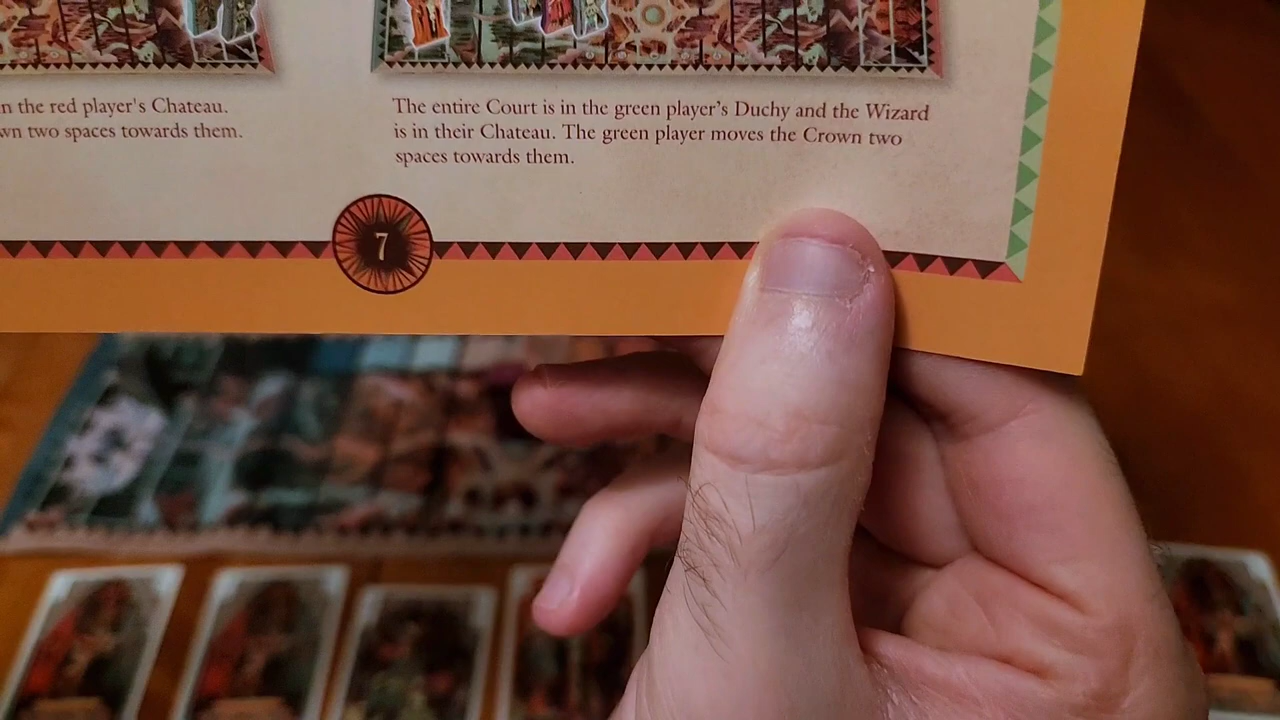 n the red player's Chateau.
wn two spaces towards them.
The entire Court is in the green player's Duchy and the Wizard
is in their Chateau. The green player moves the Crown two
spaces towards them.
7